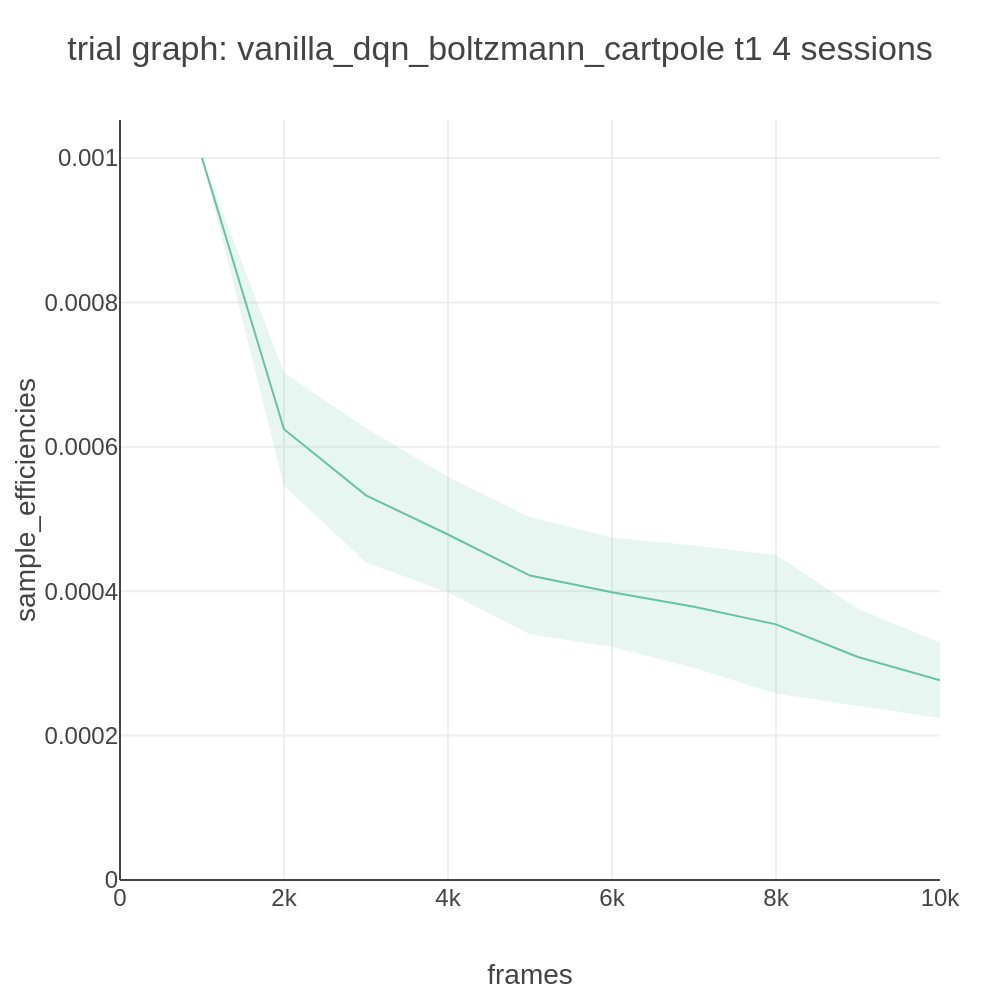 trial graph: vanilla_dqn_boltzmann_cartpole t1 4 sessions
sample_efficiencies
0.001
0.0008
0.0006
0.0004
0.0002
0
0 2k 4k 6k 8k 10k
frames